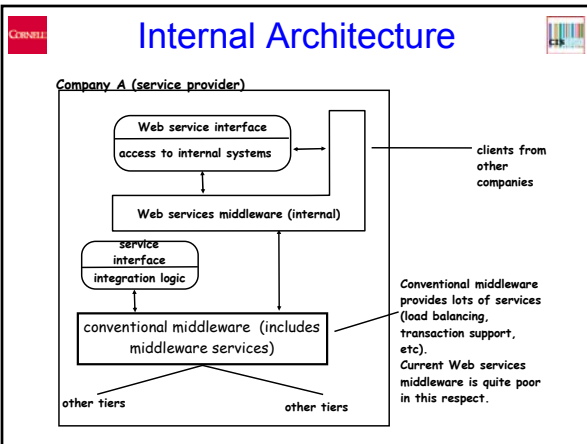 CORNELL
Internal Architecture
CIS
Company A (service provider)
Web service interface
access to internal systems
clients from
other
companies
Web services middleware (internal)
service
interface
integration logic
Conventional middleware
provides lots of services
(load balancing,
transaction support,
etc).
Current Web services
middleware is quite poor
in this respect.
conventional middleware (includes
middleware services)
other tiers
other tiers